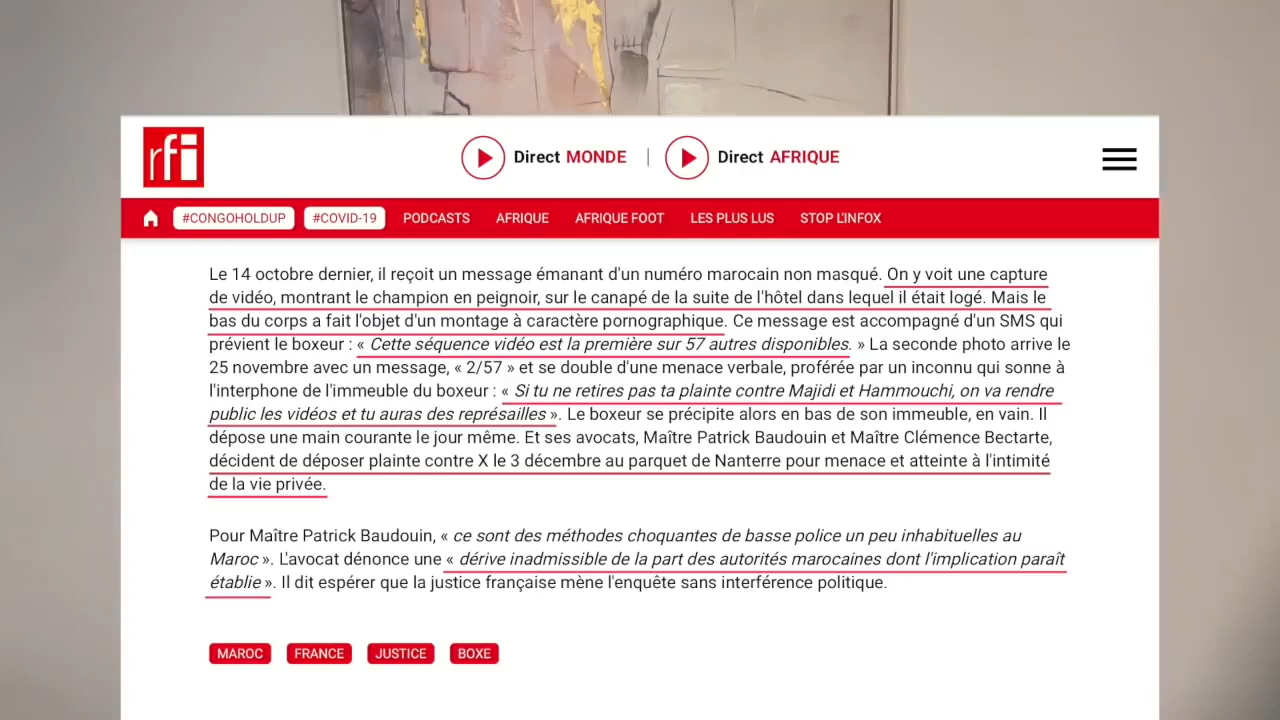 rfi
Direct MONDE | Direct AFRIQUE
#CONGOHOLDUP #COVID-19 PODCASTS AFRIQUE AFRIQUE FOOT LES PLUS LUS STOP L'INFOX
Le 14 octobre dernier, il reçoit un message émanant d'un numéro marocain non masqué. On y voit une capture
de vidéo, montrant le champion en peignoir, sur le canapé de la suite de l'hôtel dans lequel il était logé. Mais le
bas du corps a fait l'objet d'un montage à caractère pornographique. Ce message est accompagné d'un SMS qui
prévient le boxeur : « Cette séquence vidéo est la première sur 57 autres disponibles. » La seconde photo arrive le
25 novembre avec un message, « 2/57 » et se double d'une menace verbale, proférée par un inconnu qui sonne à
l'interphone de l'immeuble du boxeur : « Si tu ne retires pas ta plainte contre Majidi et Hammouchi, on va rendre
public les vidéos et tu auras des représailles ». Le boxeur se précipite alors en bas de son immeuble, en vain. Il
dépose une main courante le jour même. Et ses avocats, Maître Patrick Baudouin et Maître Clémence Bectarte,
décident de déposer plainte contre X le 3 décembre au parquet de Nanterre pour menace et atteinte à l'intimité
de la vie privée.
Pour Maître Patrick Baudouin, « ce sont des méthodes choquantes de basse police un peu inhabituelles au
Maroc ». L'avocat dénonce une « dérive inadmissible de la part des autorités marocaines dont l'implication paraît
établie ». Il dit espérer que la justice française mène l'enquête sans interférence politique.
MAROC FRANCE JUSTICE BOXE